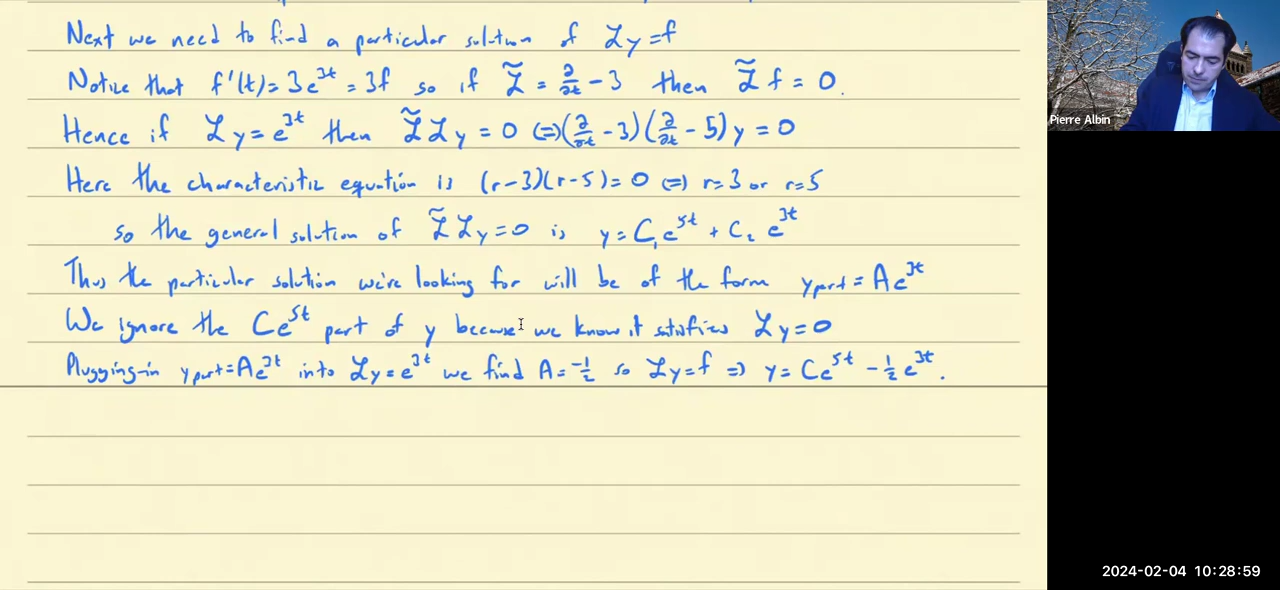 Next we need to find a particular solution of ℒy=f
Notice that f'(t)=3e^{3t}=3f so if ℒ̃ = ∂/∂t -3 then ℒ̃ f = 0.
Hence if ℒy=e^{3t} then ℒ̃ℒy=0 (=)(∂/∂t -3)(∂/∂t -5)y=0
Here the characteristic equation is (r-3)(r-5)=0 (=) r=3 or r=5
so the general solution of ℒ̃ℒy=0 is y=C₁e^{5t}+C₂ e^{3t}
Thus the particular solution we're looking for will be of the form y_{part}=Ae^{3t}
We ignore the Ce^{5t} part of y because we know it satisfies ℒy=0
Plugging-in y_{part}=Ae^{3t} into ℒy=e^{3t} we find A=-1/2 so ℒy=f => y=Ce^{5t}-1/2 e^{3t}.
Pierre Albin
2024-02-04 10:28:59